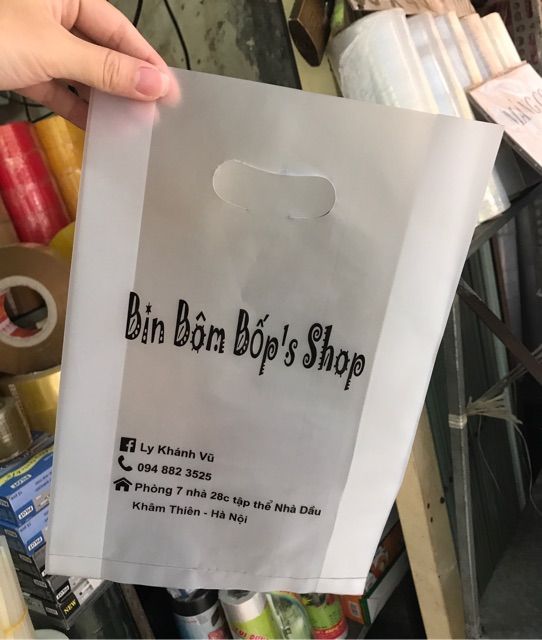 Bin Bôm Bốp's Shop
Ly Khánh Vũ
094 882 3525
Phòng 7 nhà 28c tập thể Nhà Dầu
Khâm Thiên - Hà Nội